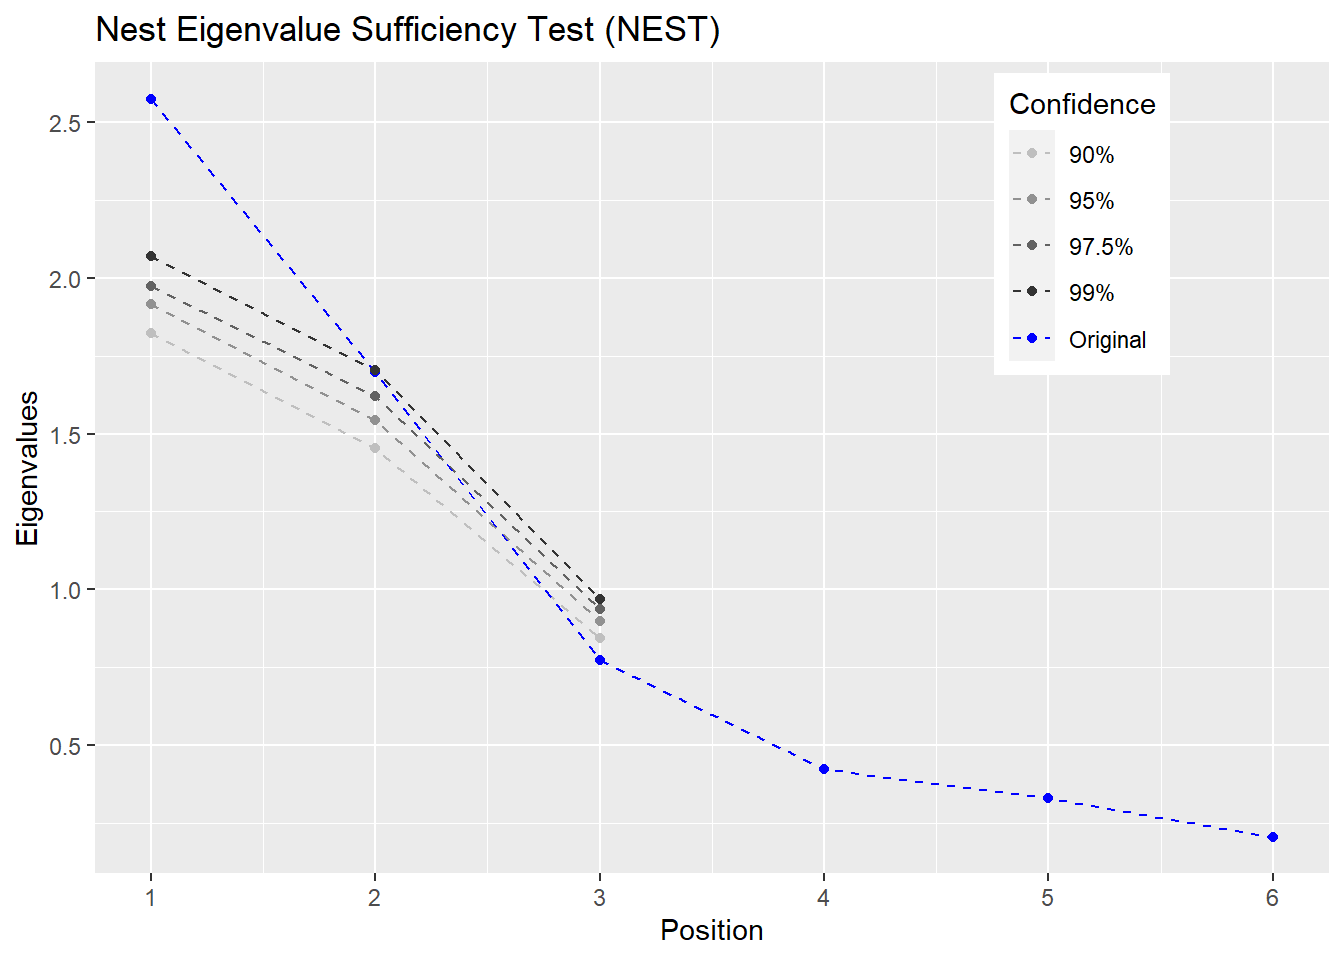 Nest Eigenvalue Sufficiency Test (NEST)
Confidence
90%
95%
97.5%
99%
Original
Eigenvalues
2.5
2.0
1.5
1.0
0.5
1 2 3 4 5 6
Position